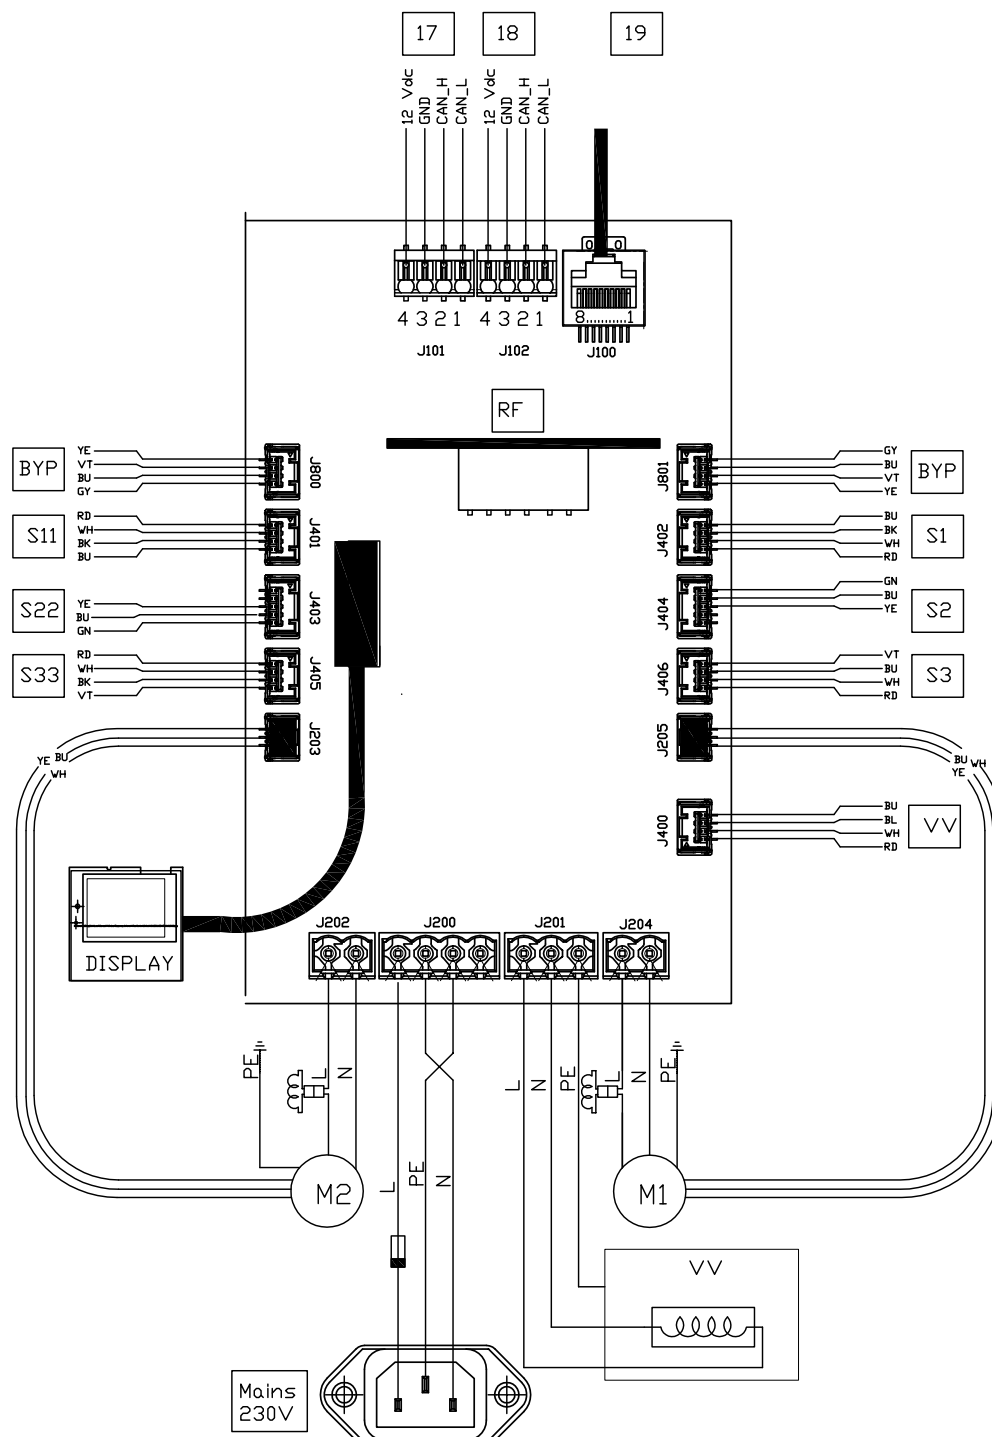 17
18
19
12 Vdc
GND
CAN_H
CAN_L
12 Vdc
GND
CAN_H
CAN_L
4 3 2 1
4 3 2 1
8.........1
J101
J102
J100
RF
BYP
YE
VT
BU
GY
J800
J801
GY
BU
VT
YE
BYP
S11
RD
WH
BK
BU
J401
J402
BU
BK
WH
RD
S1
S22
YE
BU
GN
J403
J404
GN
BU
YE
S2
S33
RD
WH
BK
VT
J405
J406
VT
BU
WH
RD
S3
J203
J205
YE BU
WH
BU WH
YE
J400
BU
BL
WH
RD
VV
DISPLAY
J202
J200
J201
J204
PE
L
N
L
N
PE
L
N
PE
M2
L
PE
N
M1
VV
Mains
230V